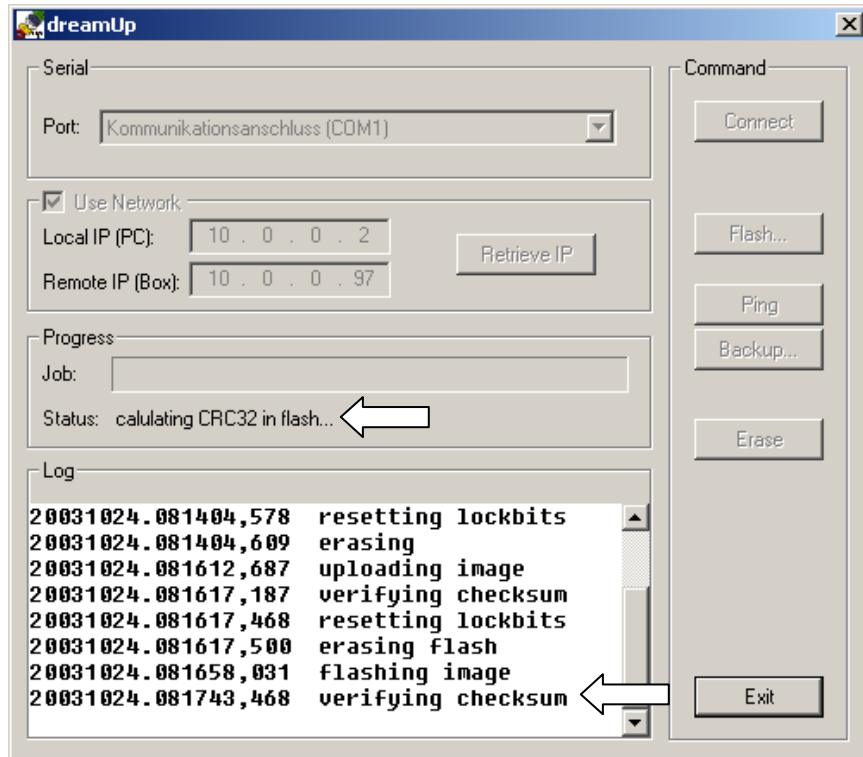 dreamUp
Serial
Port: Kommunikationsanschluss (COM1)
Use Network
Local IP (PC): 10 . 0 . 0 . 2
Remote IP (Box): 10 . 0 . 0 . 97
Retrieve IP
Progress
Job:
Status: calulating CRC32 in flash...
Log
20031024.081404,578 resetting lockbits
20031024.081404,609 erasing
20031024.081612,687 uploading image
20031024.081617,187 verifying checksum
20031024.081617,468 resetting lockbits
20031024.081617,500 erasing flash
20031024.081658,031 flashing image
20031024.081743,468 verifying checksum
Command
Connect
Flash...
Ping
Backup...
Erase
Exit